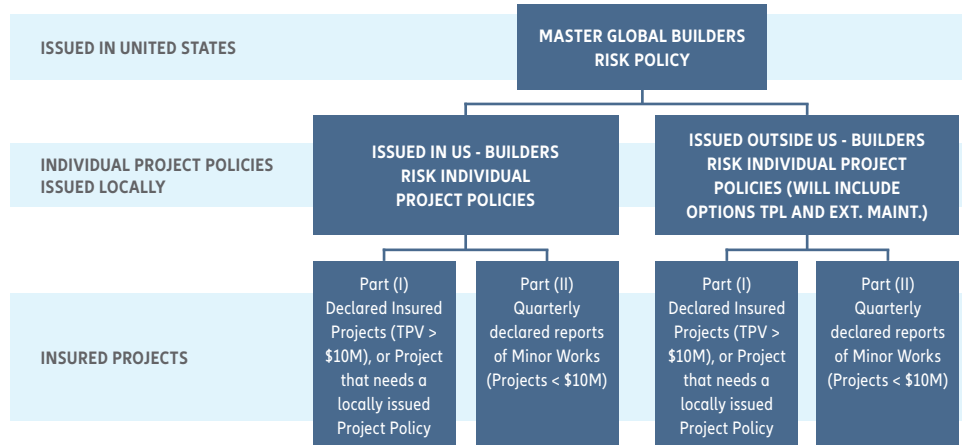 ISSUED IN UNITED STATES
MASTER GLOBAL BUILDERS
RISK POLICY
INDIVIDUAL PROJECT POLICIES
ISSUED LOCALLY
ISSUED IN US - BUILDERS
RISK INDIVIDUAL
PROJECT POLICIES
ISSUED OUTSIDE US - BUILDERS
RISK INDIVIDUAL PROJECT
POLICIES (WILL INCLUDE
OPTIONS TPL AND EXT. MAINT.)
INSURED PROJECTS
Part (I)
Declared Insured
Projects (TPV >
$10M), or Project
that needs a
locally issued
Project Policy
Part (II)
Quarterly
declared reports
of Minor Works
(Projects < $10M)
Part (I)
Declared Insured
Projects (TPV >
$10M), or Project
that needs a
locally issued
Project Policy
Part (II)
Quarterly
declared reports
of Minor Works
(Projects < $10M)